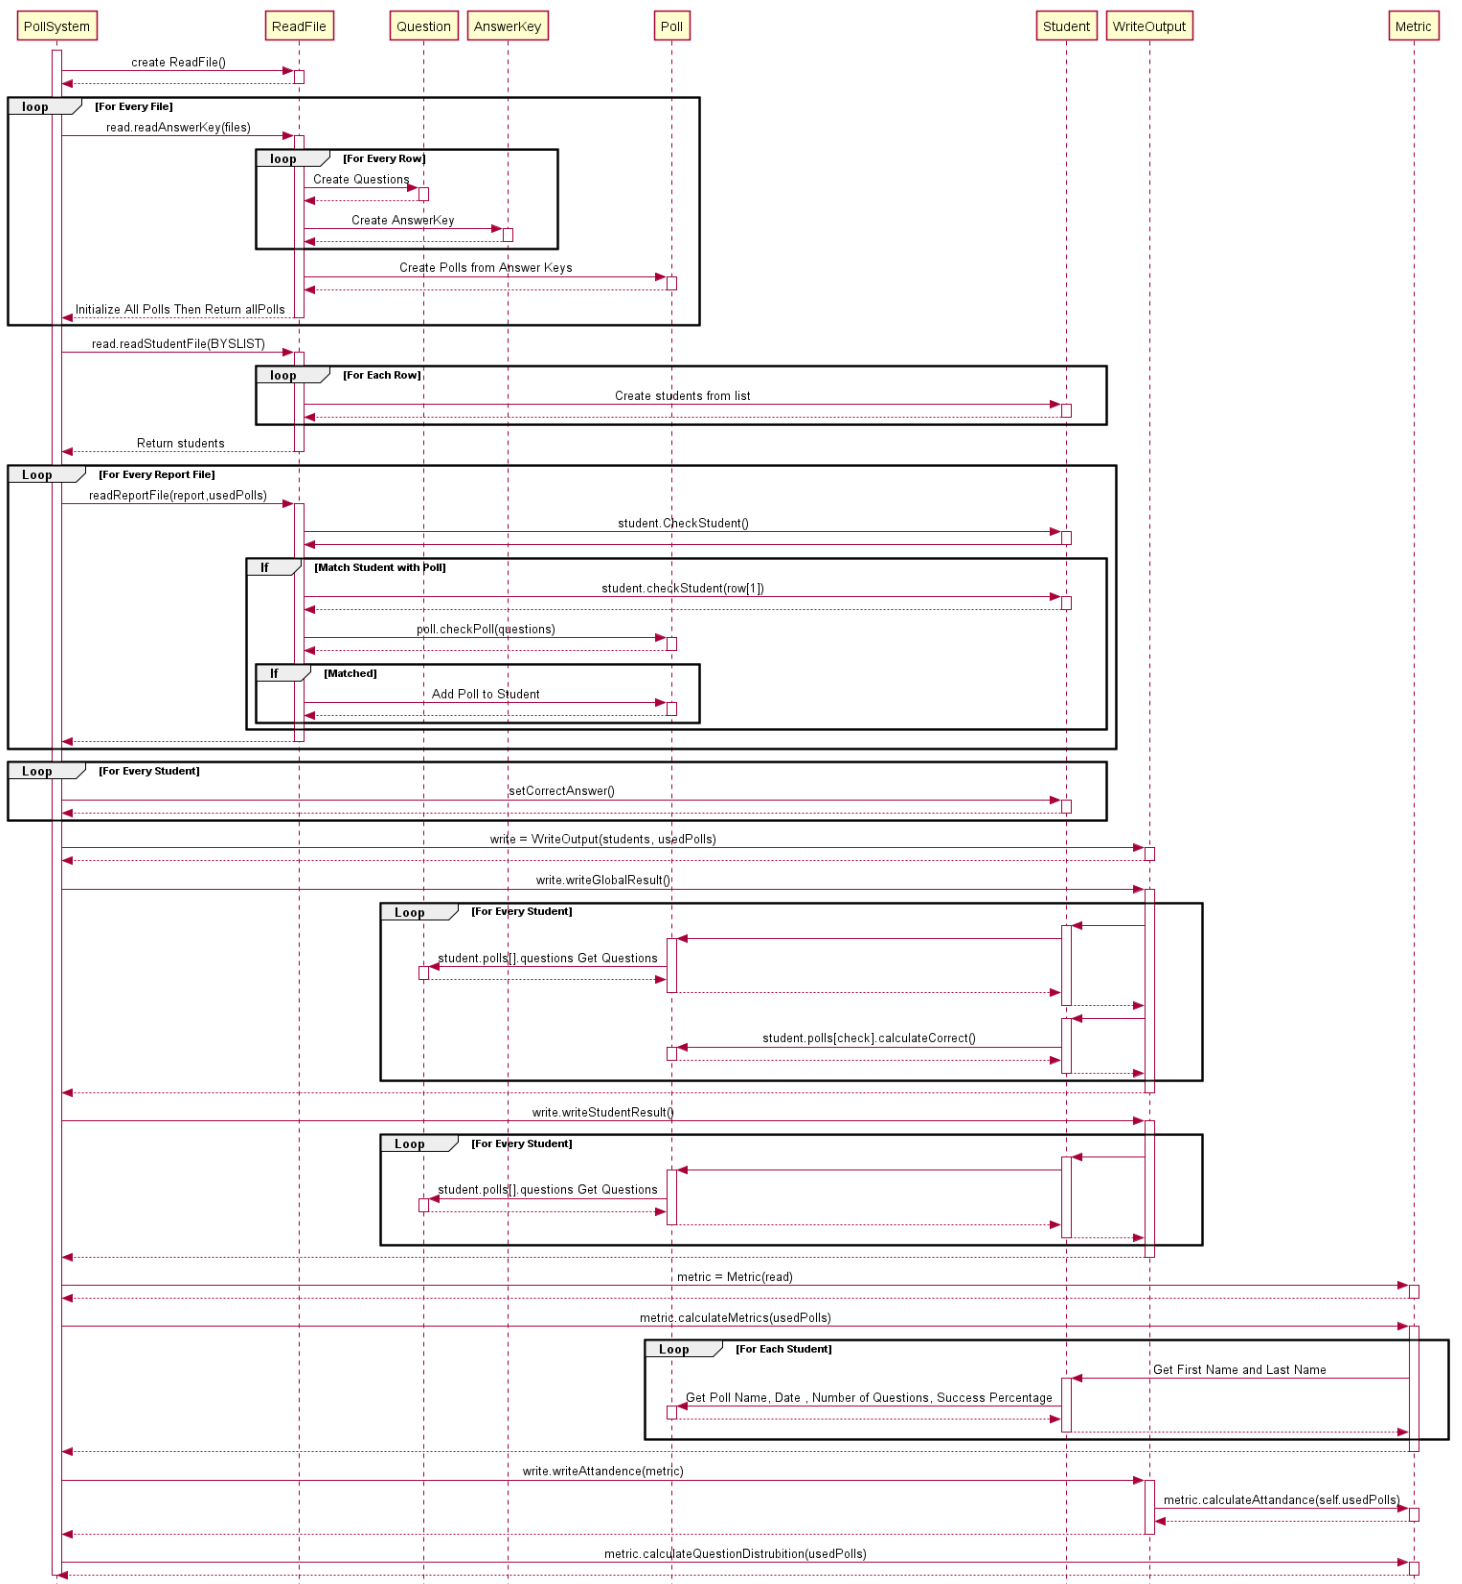 PollSystem
ReadFile
Question
AnswerKey
Poll
Student
WriteOutput
Metric
create ReadFile()
loop [For Every File]
read.readAnswerKey(files)
loop [For Every Row]
Create Questions
Create AnswerKey
Create Polls from Answer Keys
Initialize All Polls Then Return allPolls
read.readStudentFile(BYSLIST)
loop [For Each Row]
Create students from list
Return students
Loop [For Every Report File]
readReportFile(report,usedPolls)
student.CheckStudent()
If [Match Student with Poll]
student.checkStudent(row[1])
poll.checkPoll(questions)
If [Matched]
Add Poll to Student
Loop [For Every Student]
setCorrectAnswer()
write = WriteOutput(students, usedPolls)
write.writeGlobalResult()
Loop [For Every Student]
student.polls[].questions Get Questions
student.polls[check].calculateCorrect()
write.writeStudentResult()
Loop [For Every Student]
student.polls[].questions Get Questions
metric = Metric(read)
metric.calculateMetrics(usedPolls)
Loop [For Each Student]
Get First Name and Last Name
Get Poll Name, Date , Number of Questions, Success Percentage
write.writeAttandence(metric)
metric.calculateAttandance(self.usedPolls)
metric.calculateQuestionDistrubition(usedPolls)